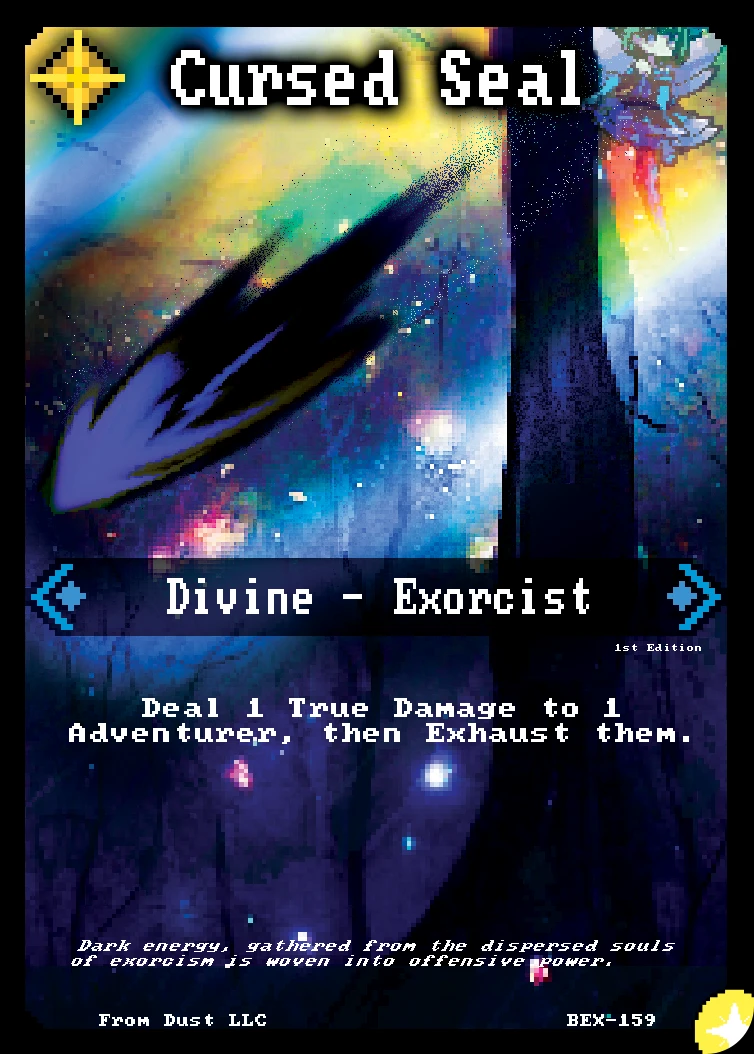 Cursed Seal
Divine - Exorcist
1st Edition
Deal 1 True Damage to 1
Adventurer, then Exhaust them.
Dark energy, gathered from the dispersed souls
of exorcism is woven into offensive power.
From Dust LLC
BEX-159